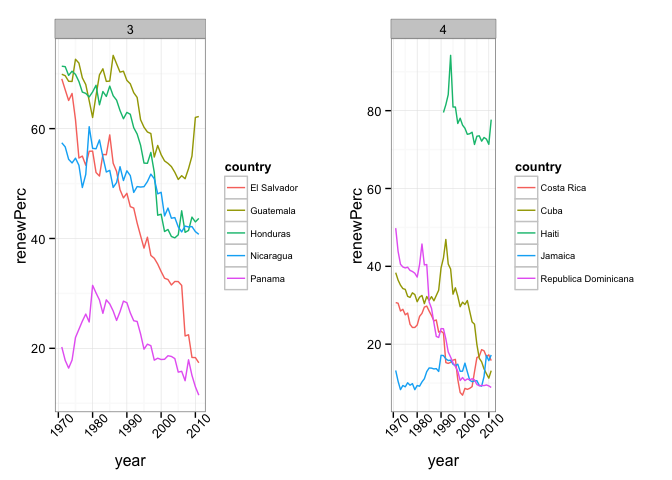 3
renewPerc
60
40
20
1970
1980
1990
2000
2010
year
country
El Salvador
Guatemala
Honduras
Nicaragua
Panama
4
renewPerc
80
60
40
20
1970
1980
1990
2000
2010
year
country
Costa Rica
Cuba
Haiti
Jamaica
Republica Dominicana